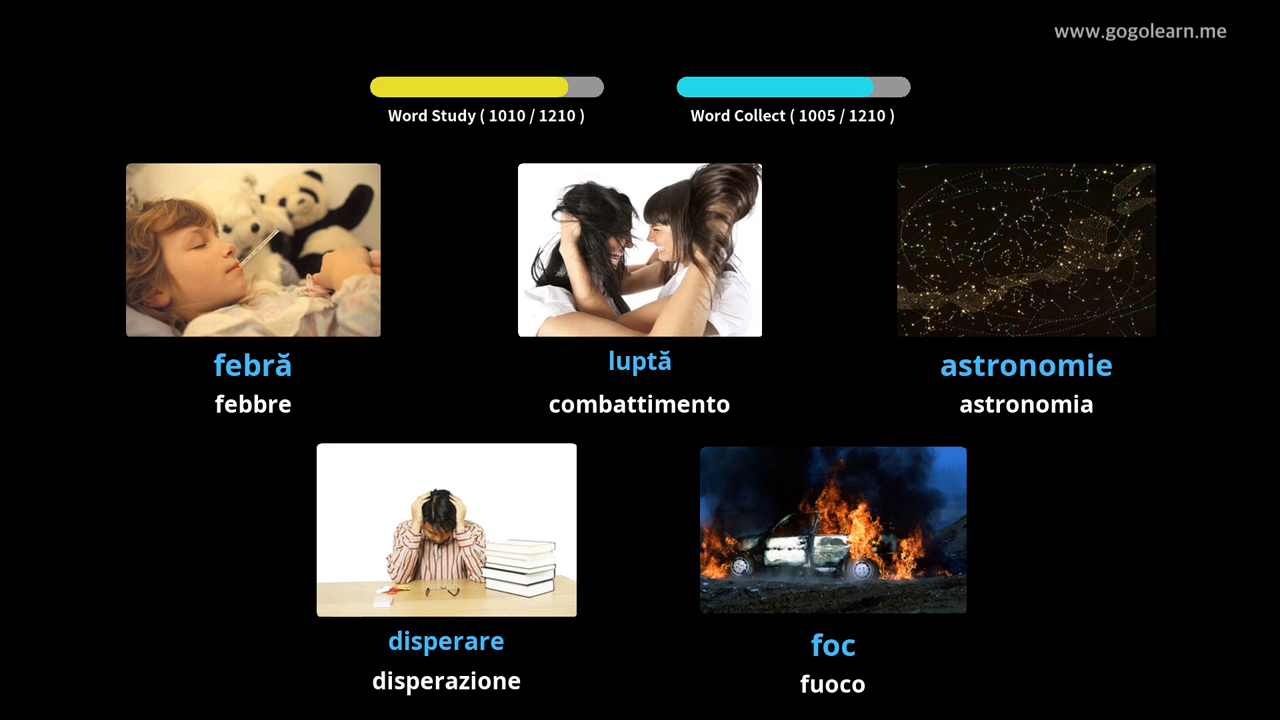 www.gogolearn.me
Word Study ( 1010 / 1210 )
Word Collect ( 1005 / 1210 )
febră
febbre
luptă
combattimento
astronomie
astronomia
disperare
disperazione
foc
fuoco